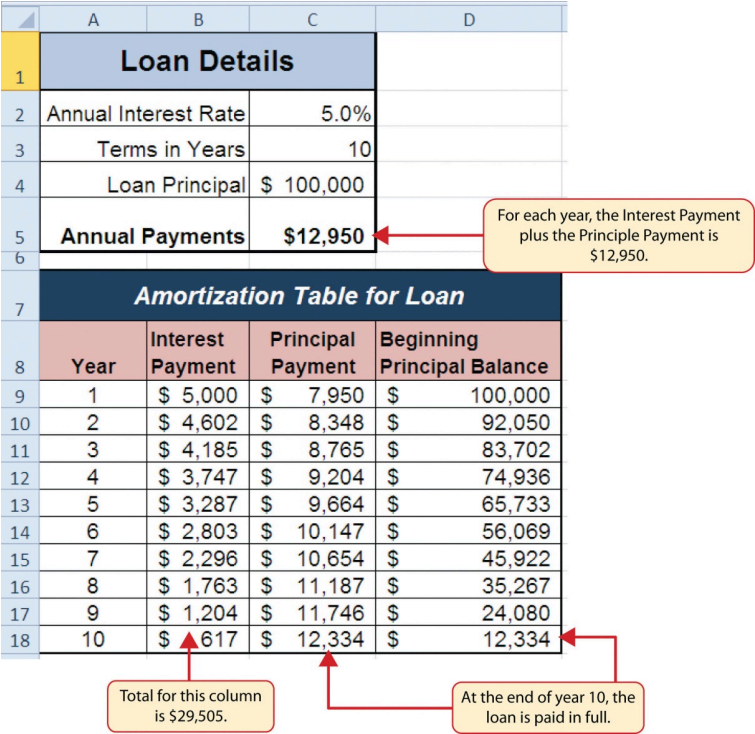 A B C D
1 Loan Details
2 Annual Interest Rate 5.0%
3 Terms in Years 10
4 Loan Principal $ 100,000
5 Annual Payments $12,950
For each year, the Interest Payment
plus the Principle Payment is
$12,950.
6
7 Amortization Table for Loan
Interest Principal Beginning
8 Year Payment Payment Principal Balance
9 1 $ 5,000 $ 7,950 $ 100,000
10 2 $ 4,602 $ 8,348 $ 92,050
11 3 $ 4,185 $ 8,765 $ 83,702
12 4 $ 3,747 $ 9,204 $ 74,936
13 5 $ 3,287 $ 9,664 $ 65,733
14 6 $ 2,803 $ 10,147 $ 56,069
15 7 $ 2,296 $ 10,654 $ 45,922
16 8 $ 1,763 $ 11,187 $ 35,267
17 9 $ 1,204 $ 11,746 $ 24,080
18 10 $ 617 $ 12,334 $ 12,334
Total for this column
is $29,505.
At the end of year 10, the
loan is paid in full.